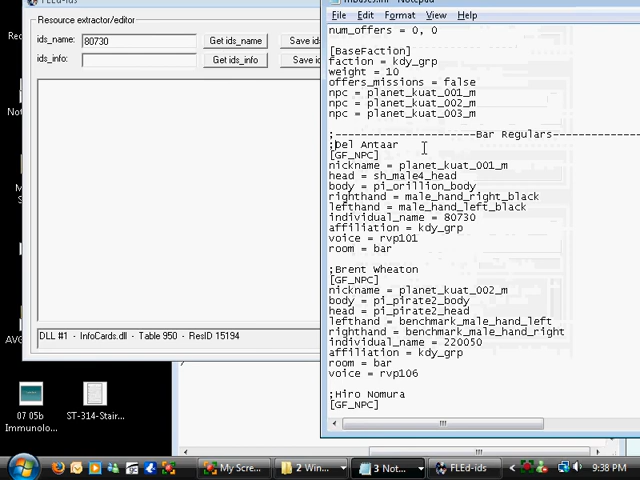 FLEd-ids
Resource extractor/editor
ids_name: 80730 Get ids_name Save ids
ids_info: Get ids_info Save ids
DLL #1 - InfoCards.dll - Table 950 - ResID 15194
mbases.ini - Notepad
File Edit Format View Help
num_offers = 0, 0
[BaseFaction]
faction = kdy_grp
weight = 10
offers_missions = false
npc = planet_kuat_001_m
npc = planet_kuat_002_m
npc = planet_kuat_003_m
;----------------------Bar Regulars-------------
;Del Antaar
[GF_NPC]
nickname = planet_kuat_001_m
head = sh_male4_head
body = pi_orillion_body
righthand = male_hand_right_black
lefthand = male_hand_left_black
individual_name = 80730
affiliation = kdy_grp
voice = rvp101
room = bar
;Brent Wheaton
[GF_NPC]
nickname = planet_kuat_002_m
body = pi_pirate2_body
head = pi_pirate2_head
lefthand = benchmark_male_hand_left
righthand = benchmark_male_hand_right
individual_name = 220050
affiliation = kdy_grp
room = bar
voice = rvp106
;Hiro Nomura
[GF_NPC]
07 05b
Immunolo...
ST-314-Stair...
My Scre...
2 Win...
3 Not...
FLEd-ids
9:38 PM